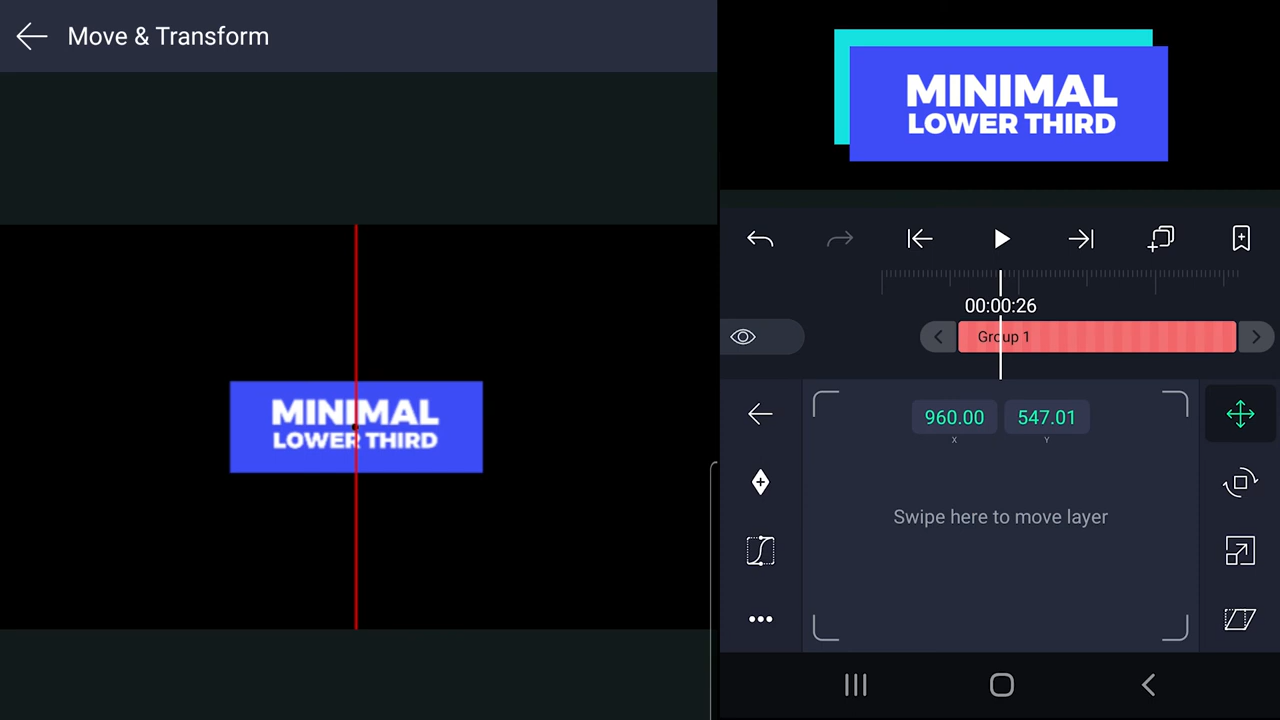 Move & Transform
MINIMAL
LOWER THIRD
MINIMAL
LOWER THIRD
00:00:26
Group 1
960.00 547.01
X Y
Swipe here to move layer